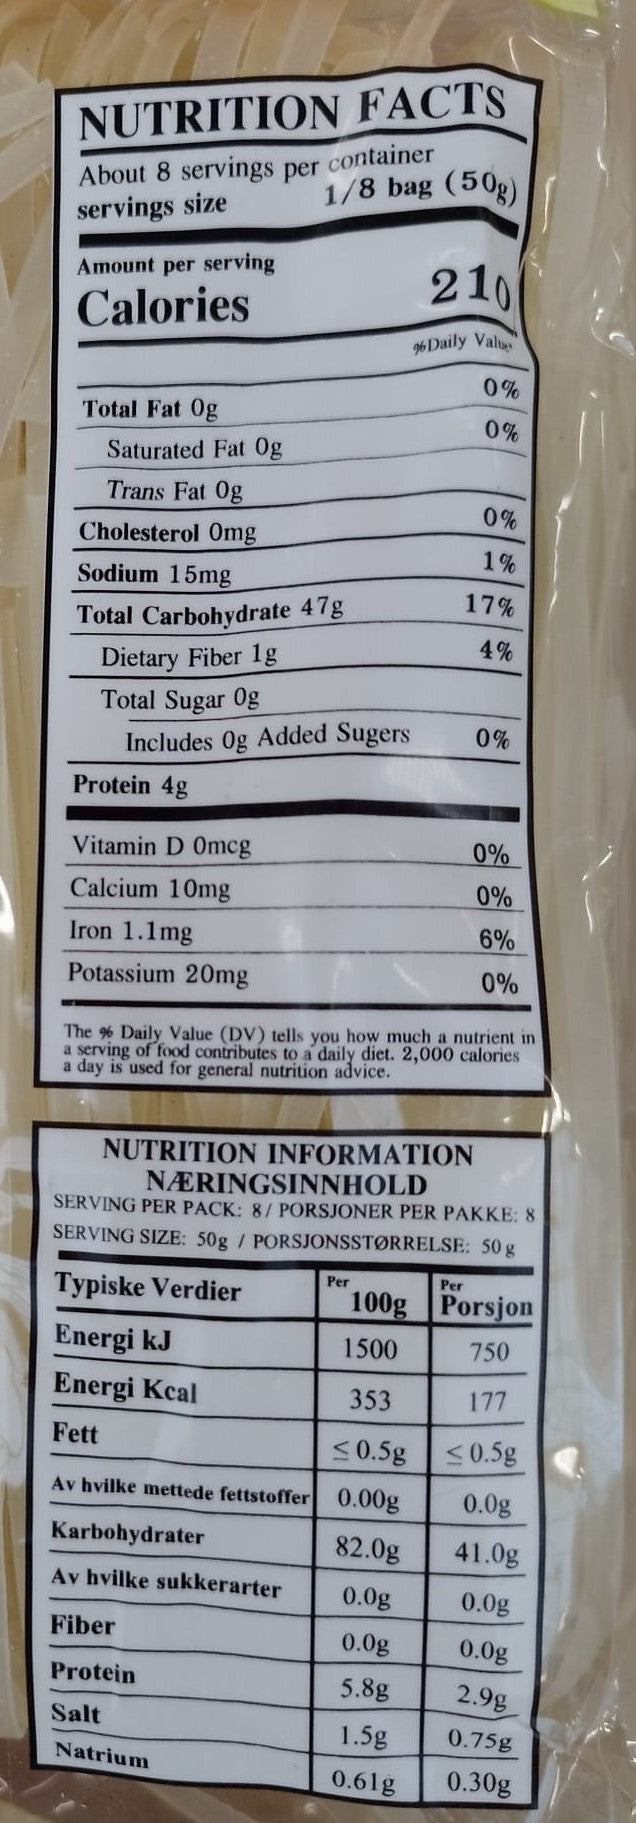 NUTRITION FACTS
About 8 servings per container
servings size 1/8 bag (50g)
Amount per serving
Calories 210
%Daily Value*
Total Fat 0g 0%
Saturated Fat 0g 0%
Trans Fat 0g
Cholesterol 0mg 0%
Sodium 15mg 1%
Total Carbohydrate 47g 17%
Dietary Fiber 1g 4%
Total Sugar 0g
Includes 0g Added Sugers 0%
Protein 4g
Vitamin D 0mcg 0%
Calcium 10mg 0%
Iron 1.1mg 6%
Potassium 20mg 0%
The % Daily Value (DV) tells you how much a nutrient in
a serving of food contributes to a daily diet. 2,000 calories
a day is used for general nutrition advice.
NUTRITION INFORMATION
NÆRINGSINNHOLD
SERVING PER PACK: 8/ PORSJONER PER PAKKE: 8
SERVING SIZE: 50g / PORSJONSSTØRRELSE: 50 g
Typiske Verdier Per 100g Per Porsjon
Energi kJ 1500 750
Energi Kcal 353 177
Fett ≤0.5g ≤0.5g
Av hvilke mettede fettstoffer 0.00g 0.0g
Karbohydrater 82.0g 41.0g
Av hvilke sukkerarter 0.0g 0.0g
Fiber 0.0g 0.0g
Protein 5.8g 2.9g
Salt 1.5g 0.75g
Natrium 0.61g 0.30g